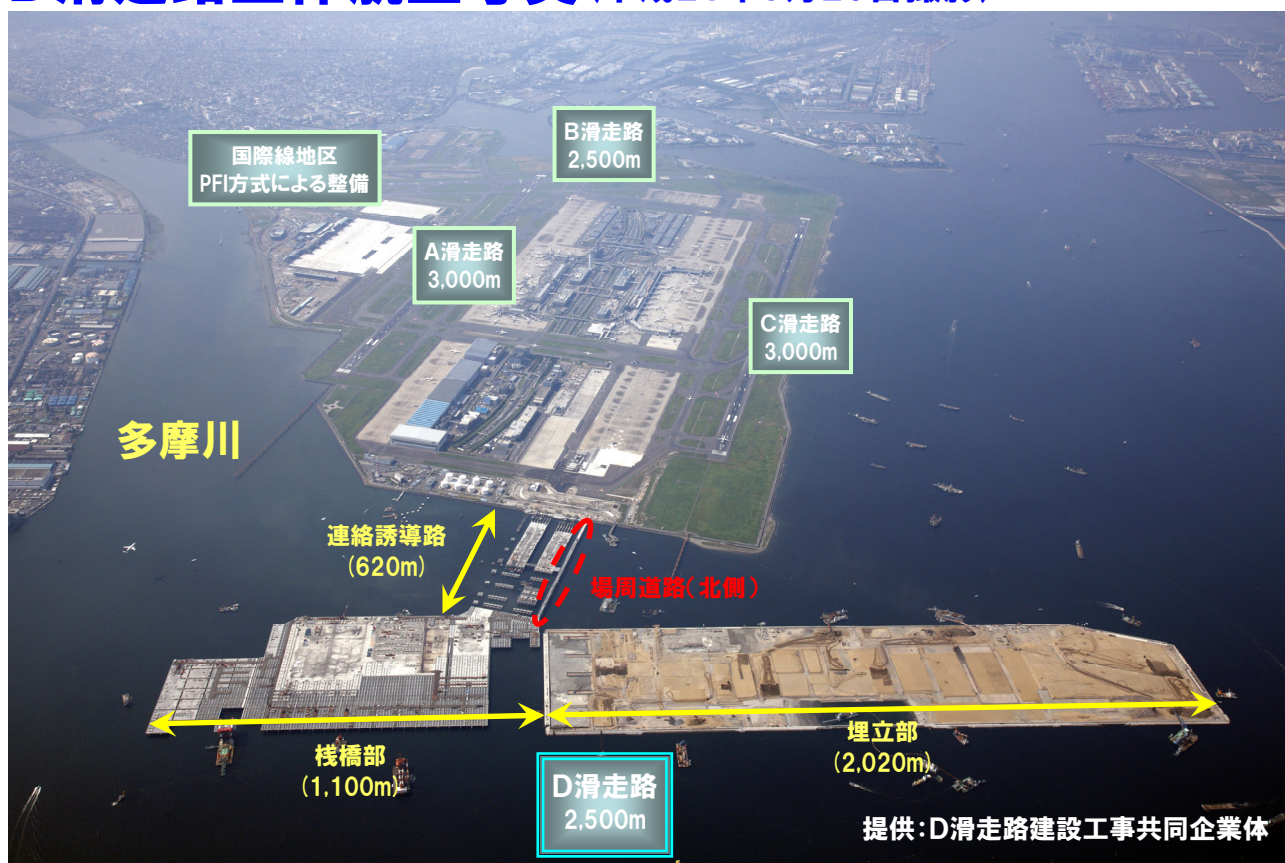 国際線地区
PFI方式による整備
B滑走路
2,500m
A滑走路
3,000m
C滑走路
3,000m
多摩川
連絡誘導路
(620m)
場周道路(北側)
桟橋部
(1,100m)
埋立部
(2,020m)
D滑走路
2,500m
提供:D滑走路建設工事共同企業体